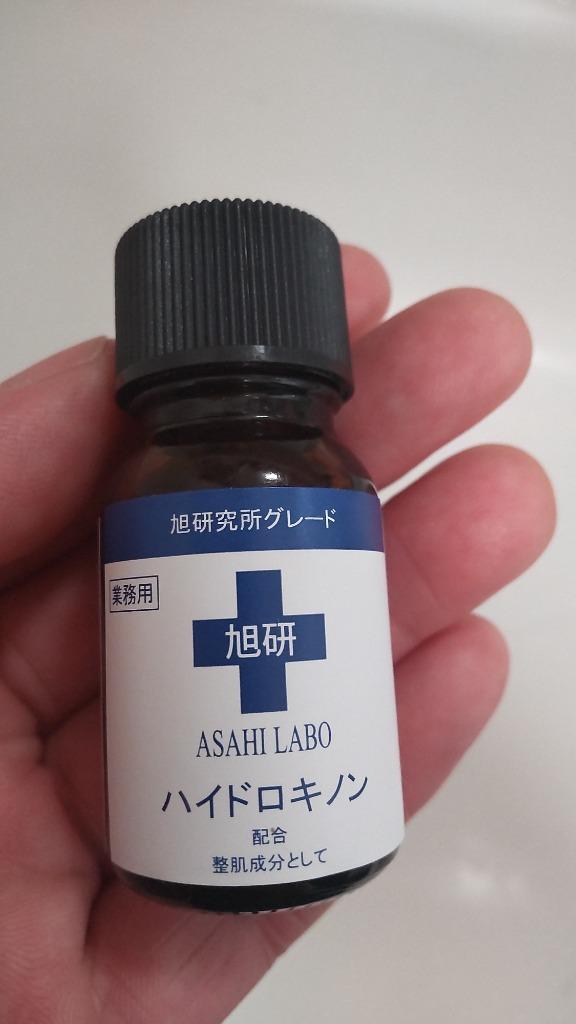 旭研究所グレード
業務用
旭研
ASAHI LABO
ハイドロキノン
配合
整肌成分として